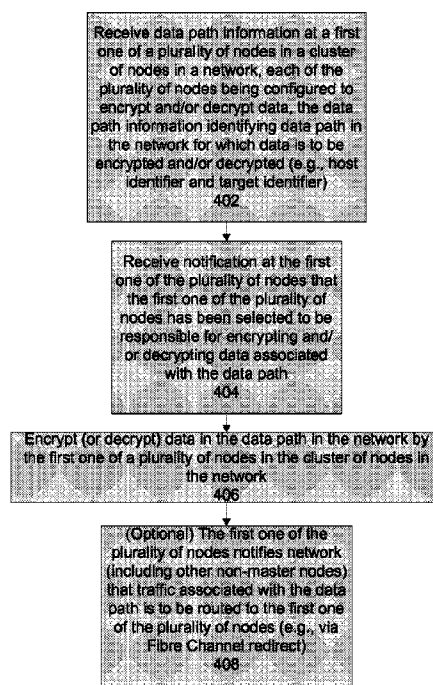 Receive data path information at a first
one of a plurality of nodes in a cluster
of nodes in a network, each of the
plurality of nodes being configured to
encrypt and/or decrypt data, the data
path information identifying data path in
the network for which data is to be
encrypted and/or decrypted (e.g., host
identifier and target identifier)
402
Receive notification at the first
one of the plurality of nodes that
the first one of the plurality of
nodes has been selected to be
responsible for encrypting and/
or decrypting data associated
with the data path
404
Encrypt (or decrypt) data in the data path in the network by
the first one of a plurality of nodes in the cluster of nodes in
the network
406
(Optional) The first one of the
plurality of nodes notifies network
(including other non-master nodes)
that traffic associated with the data
path is to be routed to the first one
of the plurality of nodes (e.g., via
Fibre Channel redirect)
408